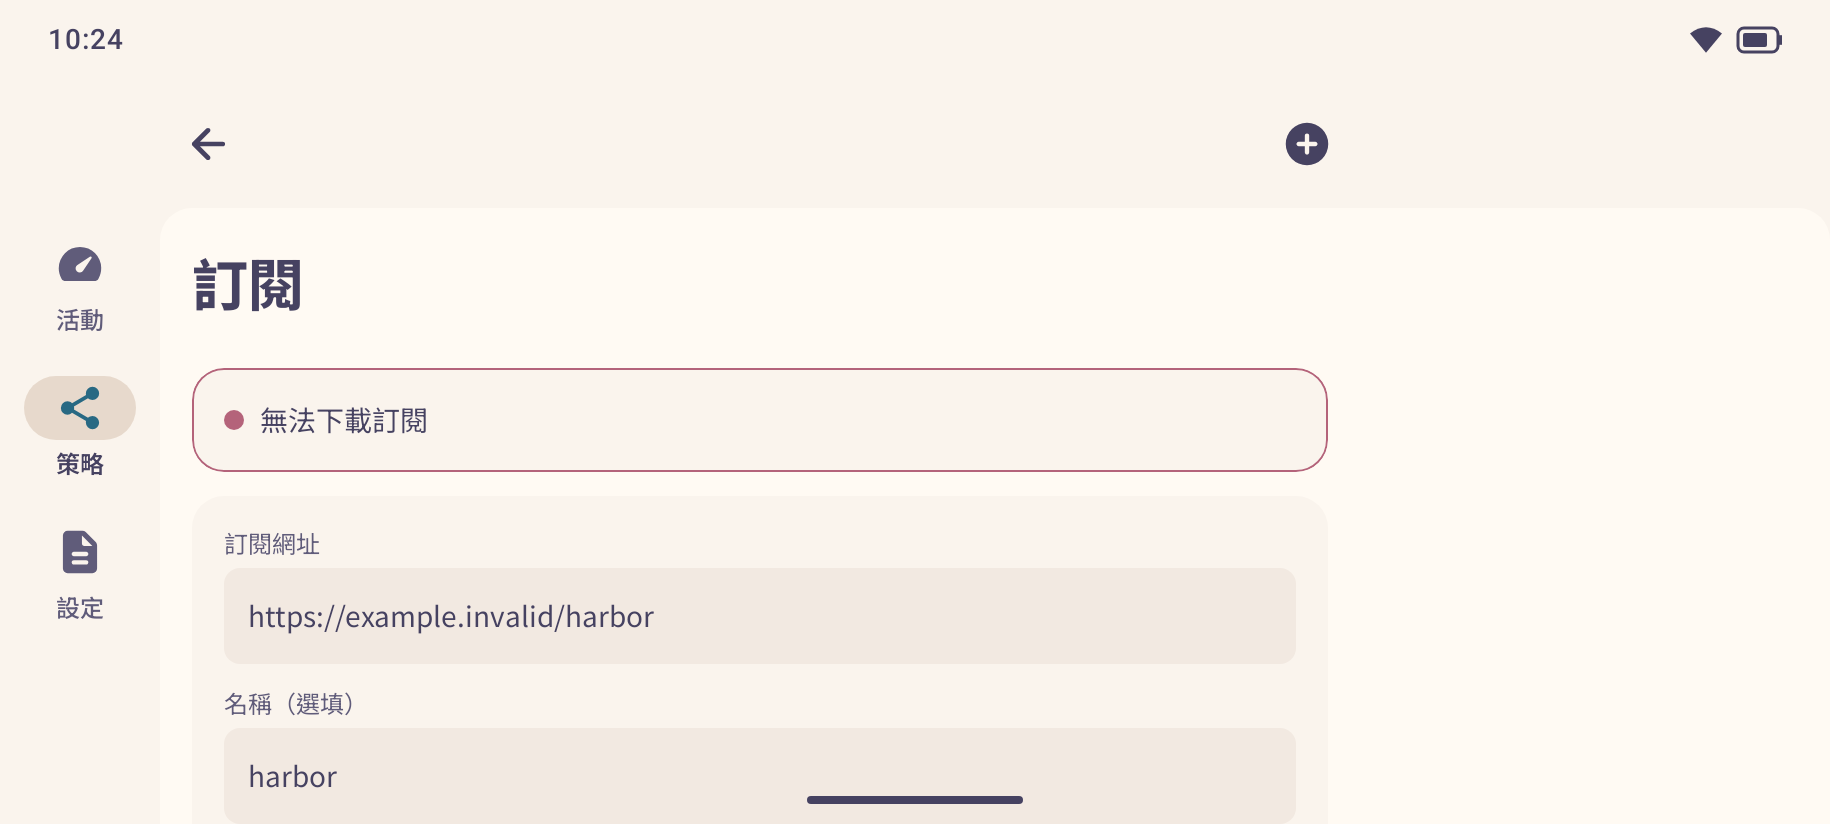 10:24
活動
策略
設定
訂閱
無法下載訂閱
訂閱網址
https://example.invalid/harbor
名稱（選填）
harbor